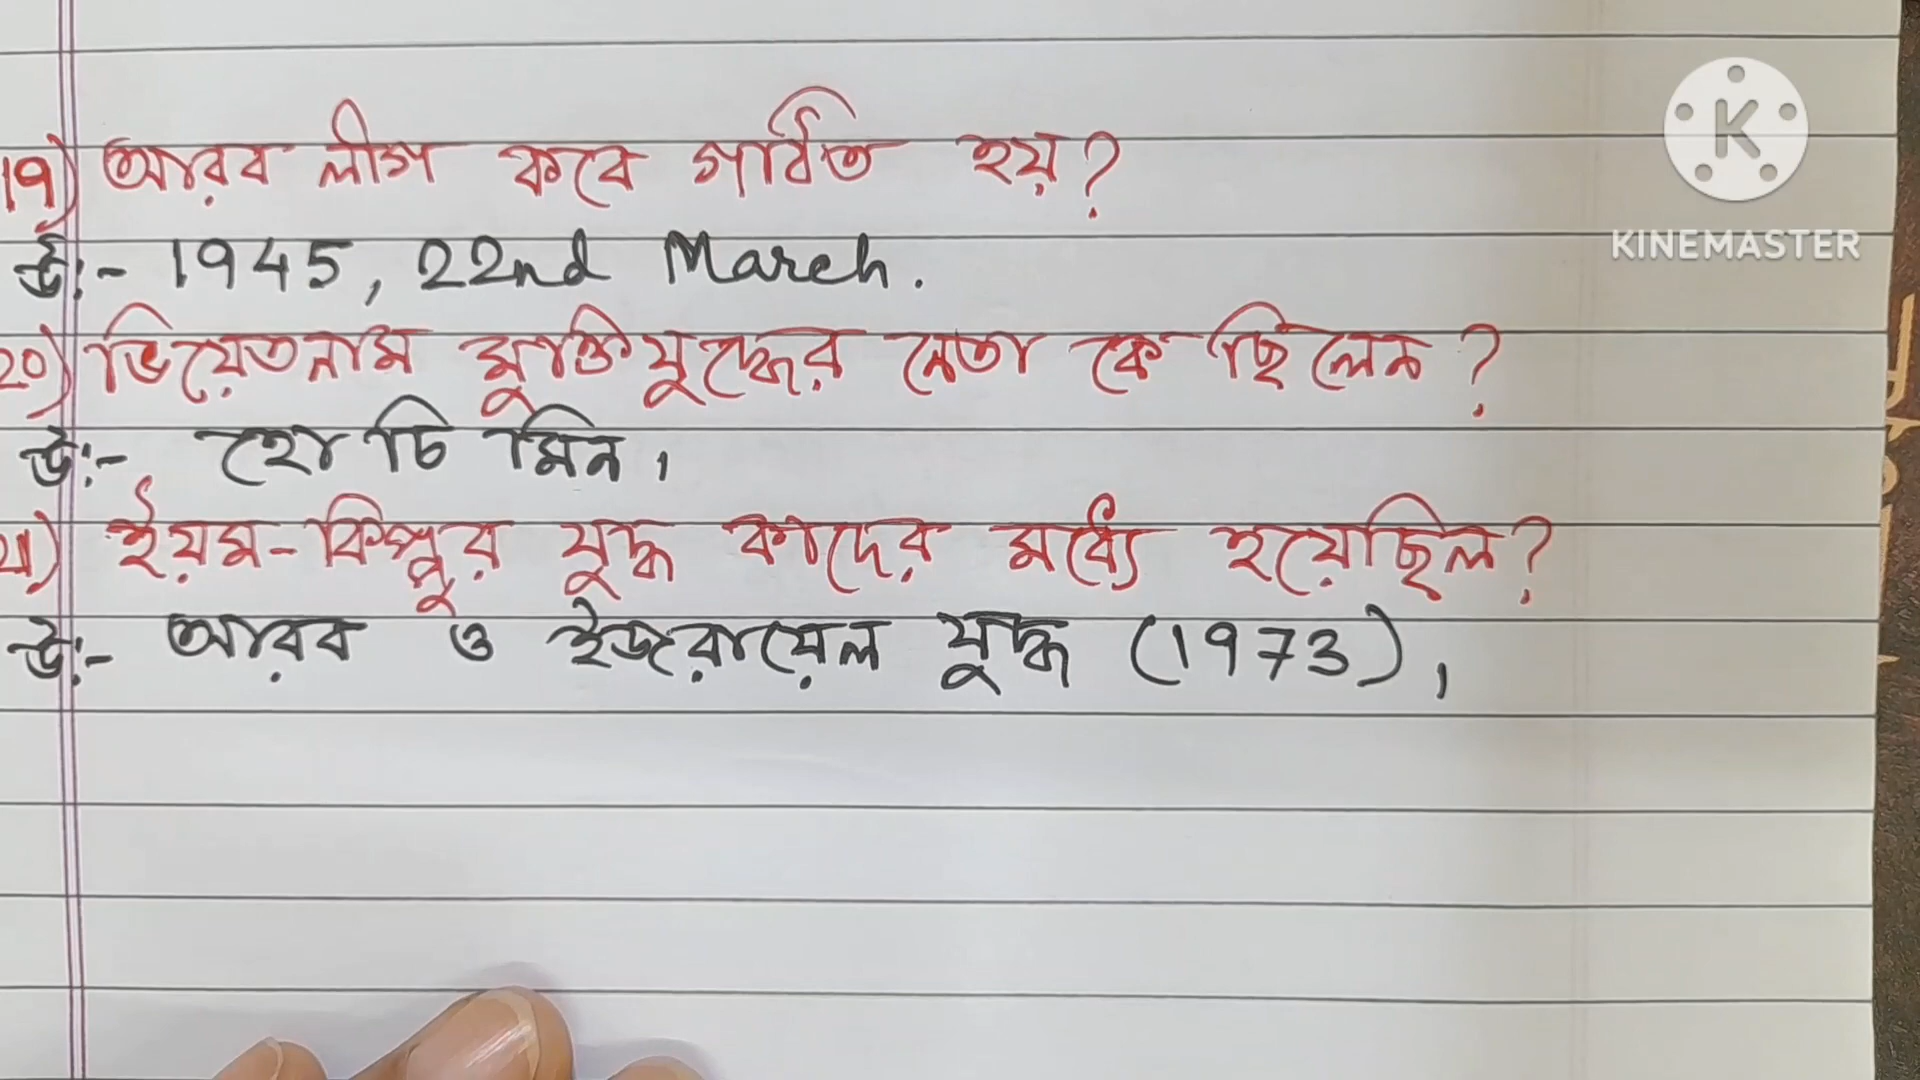 19) আরব লীগ কবে গঠিত হয়?
উঃ- 1945, 22nd March.
20) ভিয়েতনাম মুক্তিযুদ্ধের নেতা কে ছিলেন?
উঃ- হো চি মিন।
21) ইয়ম-কিপ্পুর যুদ্ধ কাদের মধ্যে হয়েছিল?
উঃ- আরব ও ইজরায়েল যুদ্ধ (1973)।
K
KINEMASTER